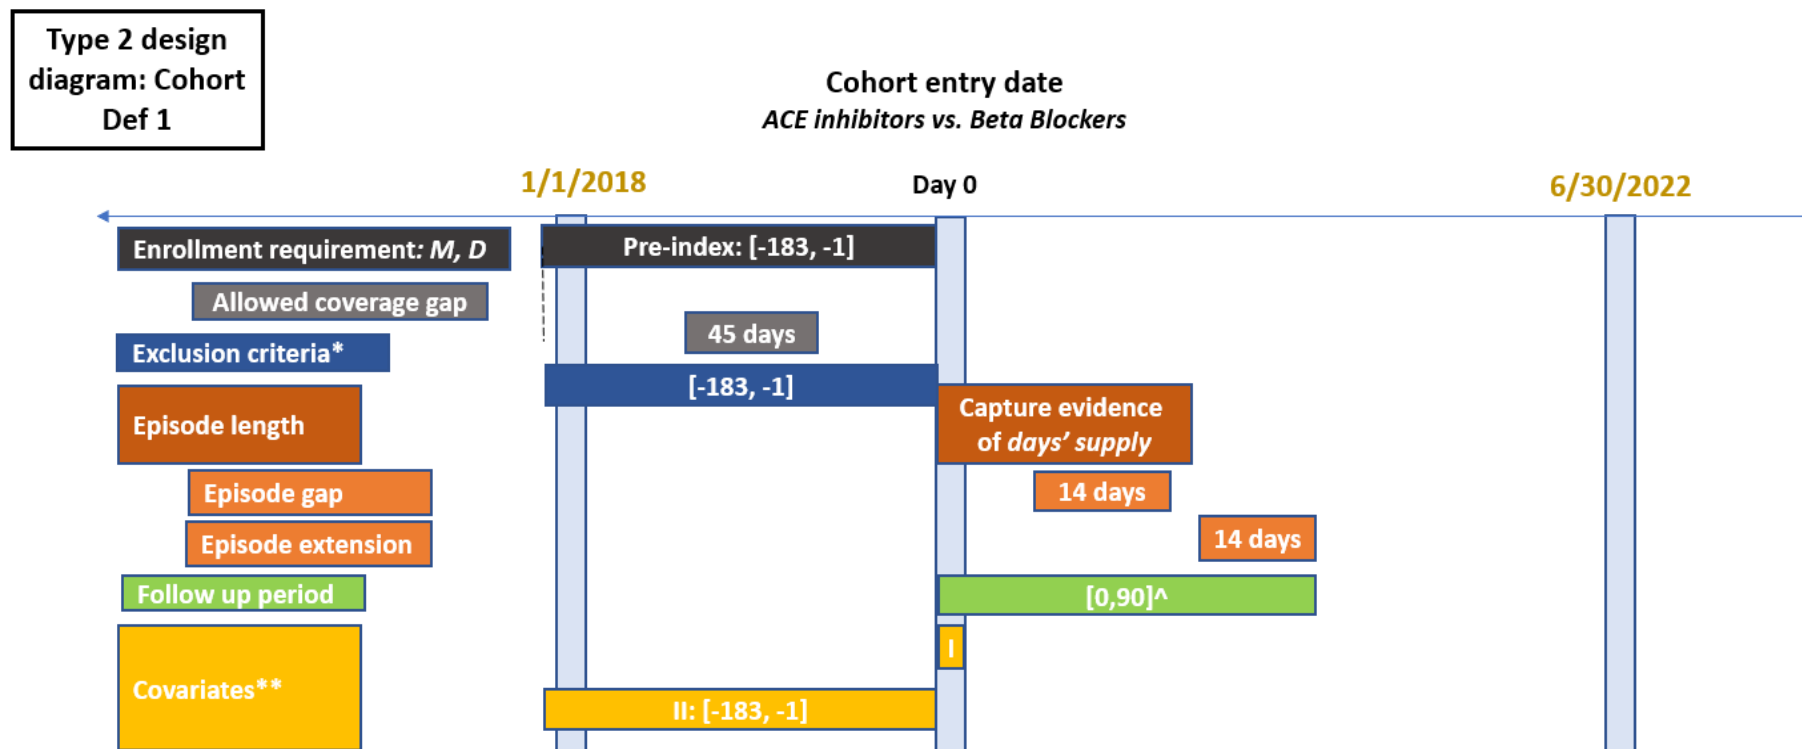 Type 2 design
diagram: Cohort
Def 1
Cohort entry date
ACE inhibitors vs. Beta Blockers
1/1/2018
Day 0
6/30/2022
Enrollment requirement: M, D
Pre-index: [-183, -1]
Allowed coverage gap
45 days
Exclusion criteria*
[-183, -1]
Episode length
Capture evidence
of days' supply
Episode gap
14 days
Episode extension
14 days
Follow up period
[0,90]^
Covariates**
I
II: [-183, -1]